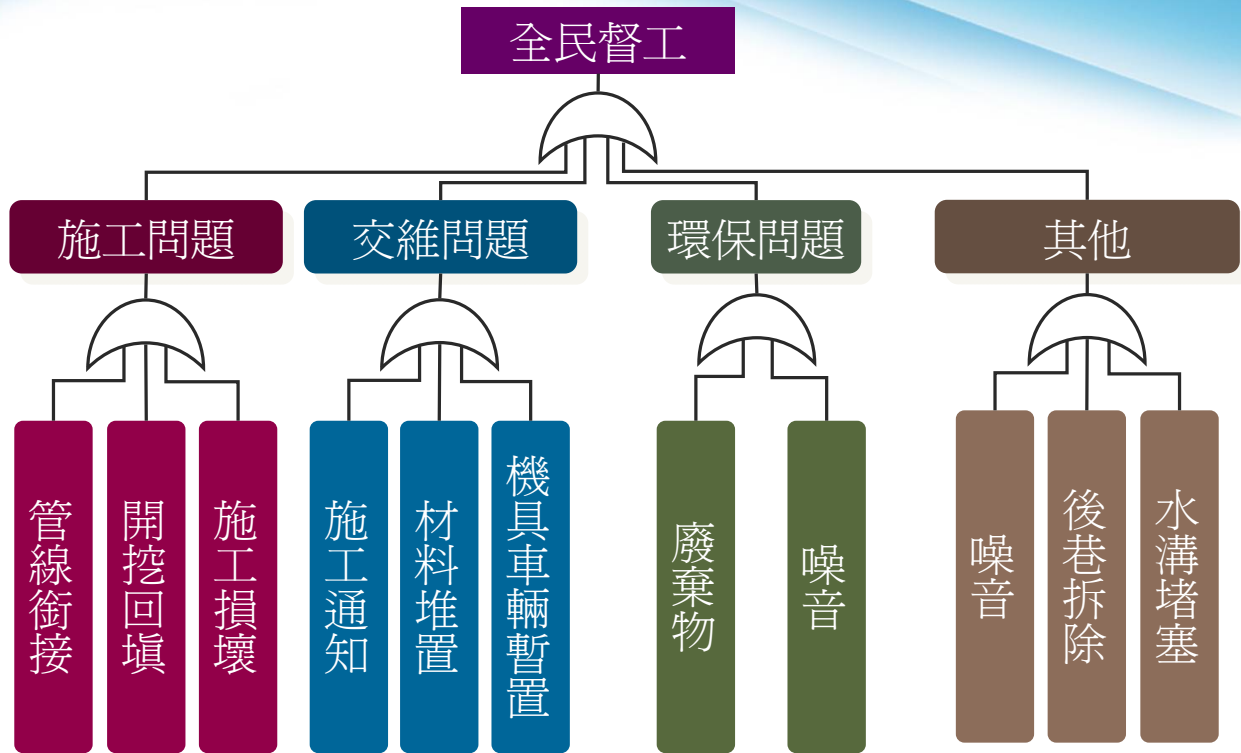 全民督工
施工問題
交維問題
環保問題
其他
管線銜接
開挖回填
施工損壞
施工通知
材料堆置
機具車輛暫置
廢棄物
噪音
噪音
後巷拆除
水溝堵塞